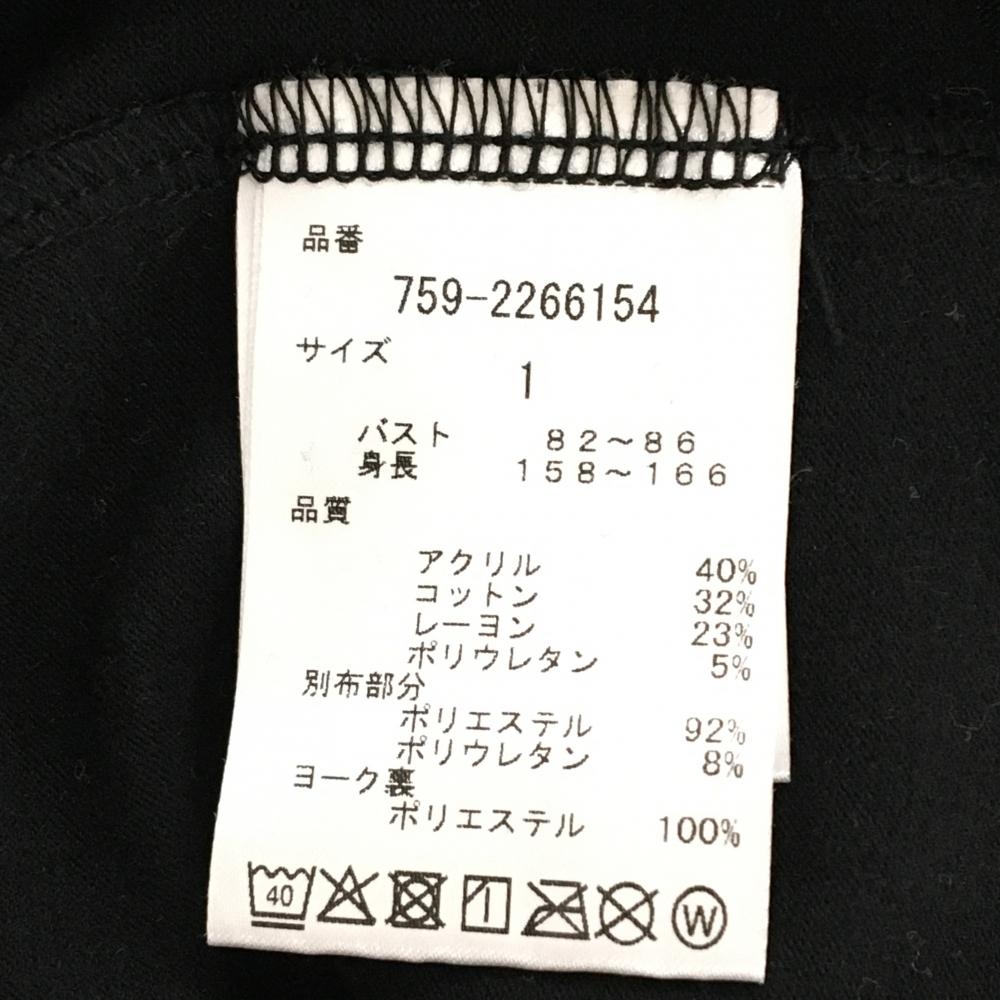 品番
759-2266154
サイズ
1
バスト 82~86
身長 158~166
品質
アクリル 40%
コットン 32%
レーヨン 23%
ポリウレタン 5%
別布部分
ポリエステル 92%
ポリウレタン 8%
ヨーク裏
ポリエステル 100%
40 W